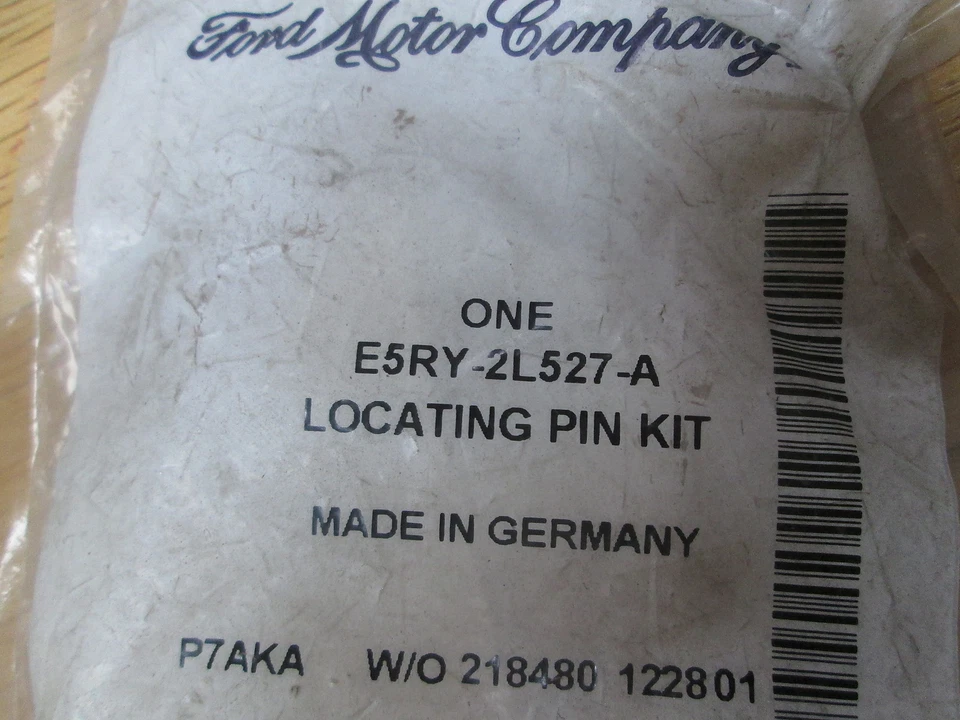 Ford Motor Company
ONE
E5RY-2L527-A
LOCATING PIN KIT
MADE IN GERMANY
P7AKA W/O 218480 122801